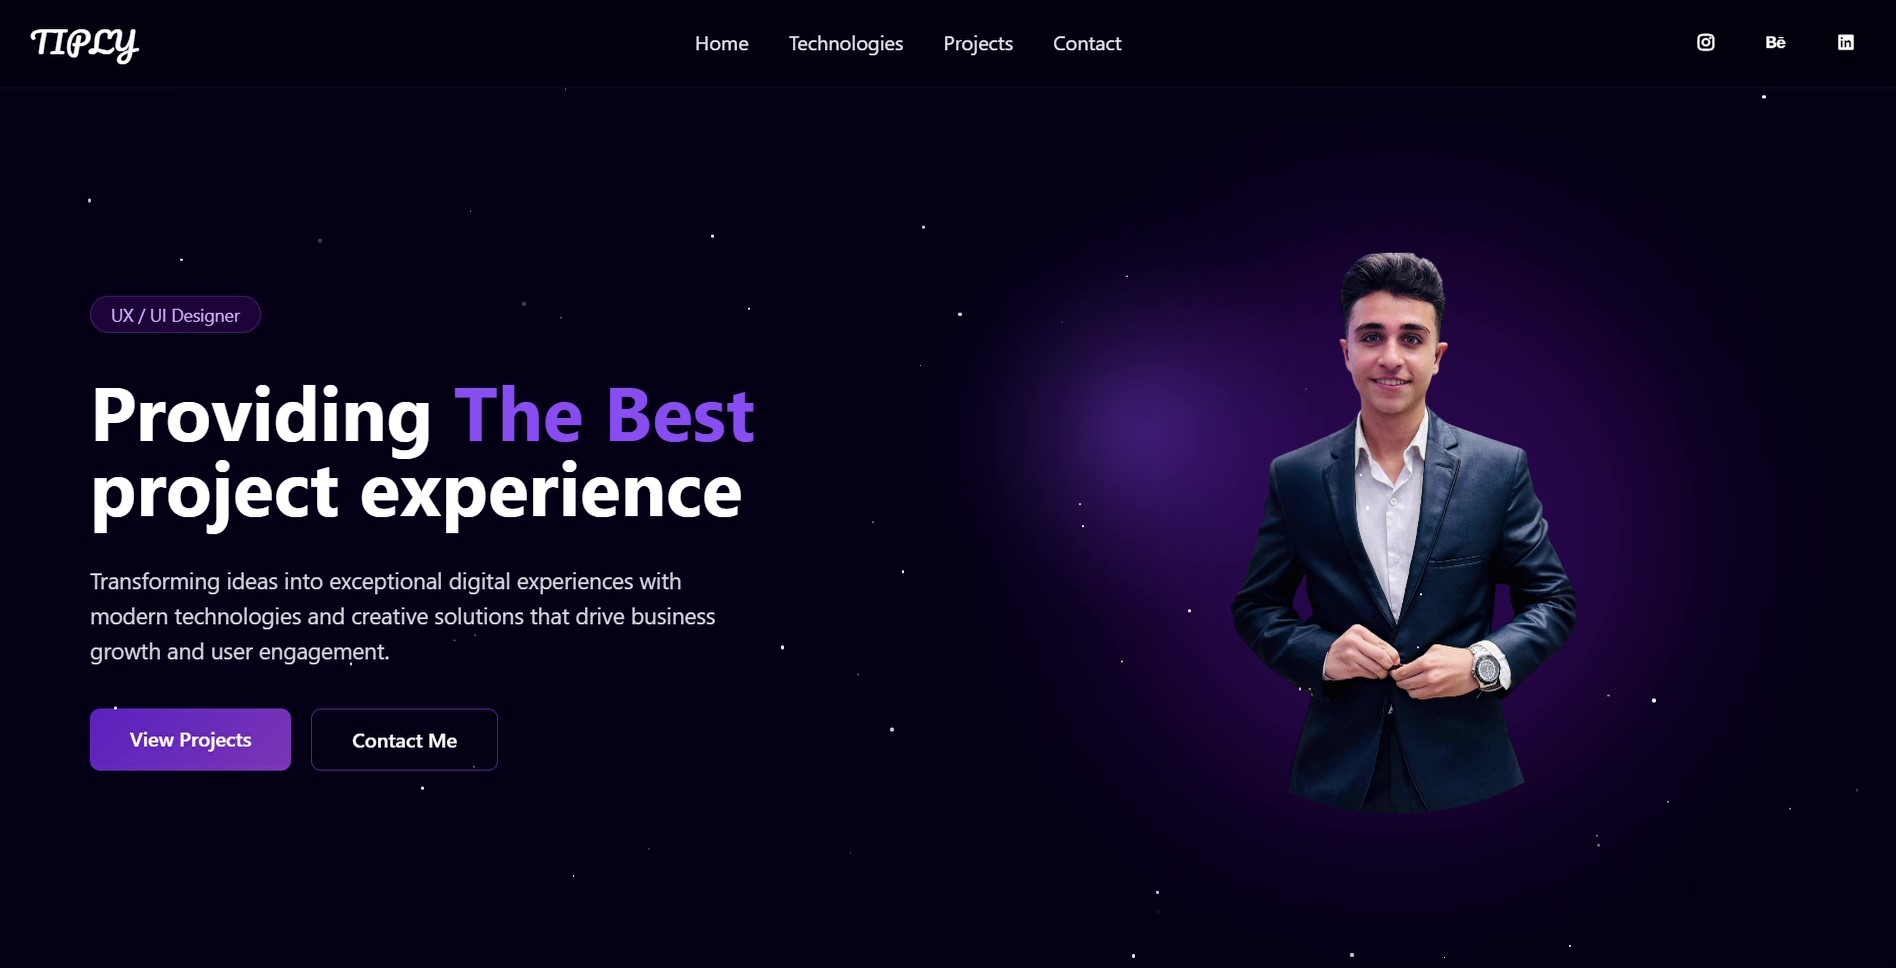 TIPLY
Home
Technologies
Projects
Contact
Bē
in
UX / UI Designer
Providing The Best
project experience
Transforming ideas into exceptional digital experiences with
modern technologies and creative solutions that drive business
growth and user engagement.
View Projects
Contact Me